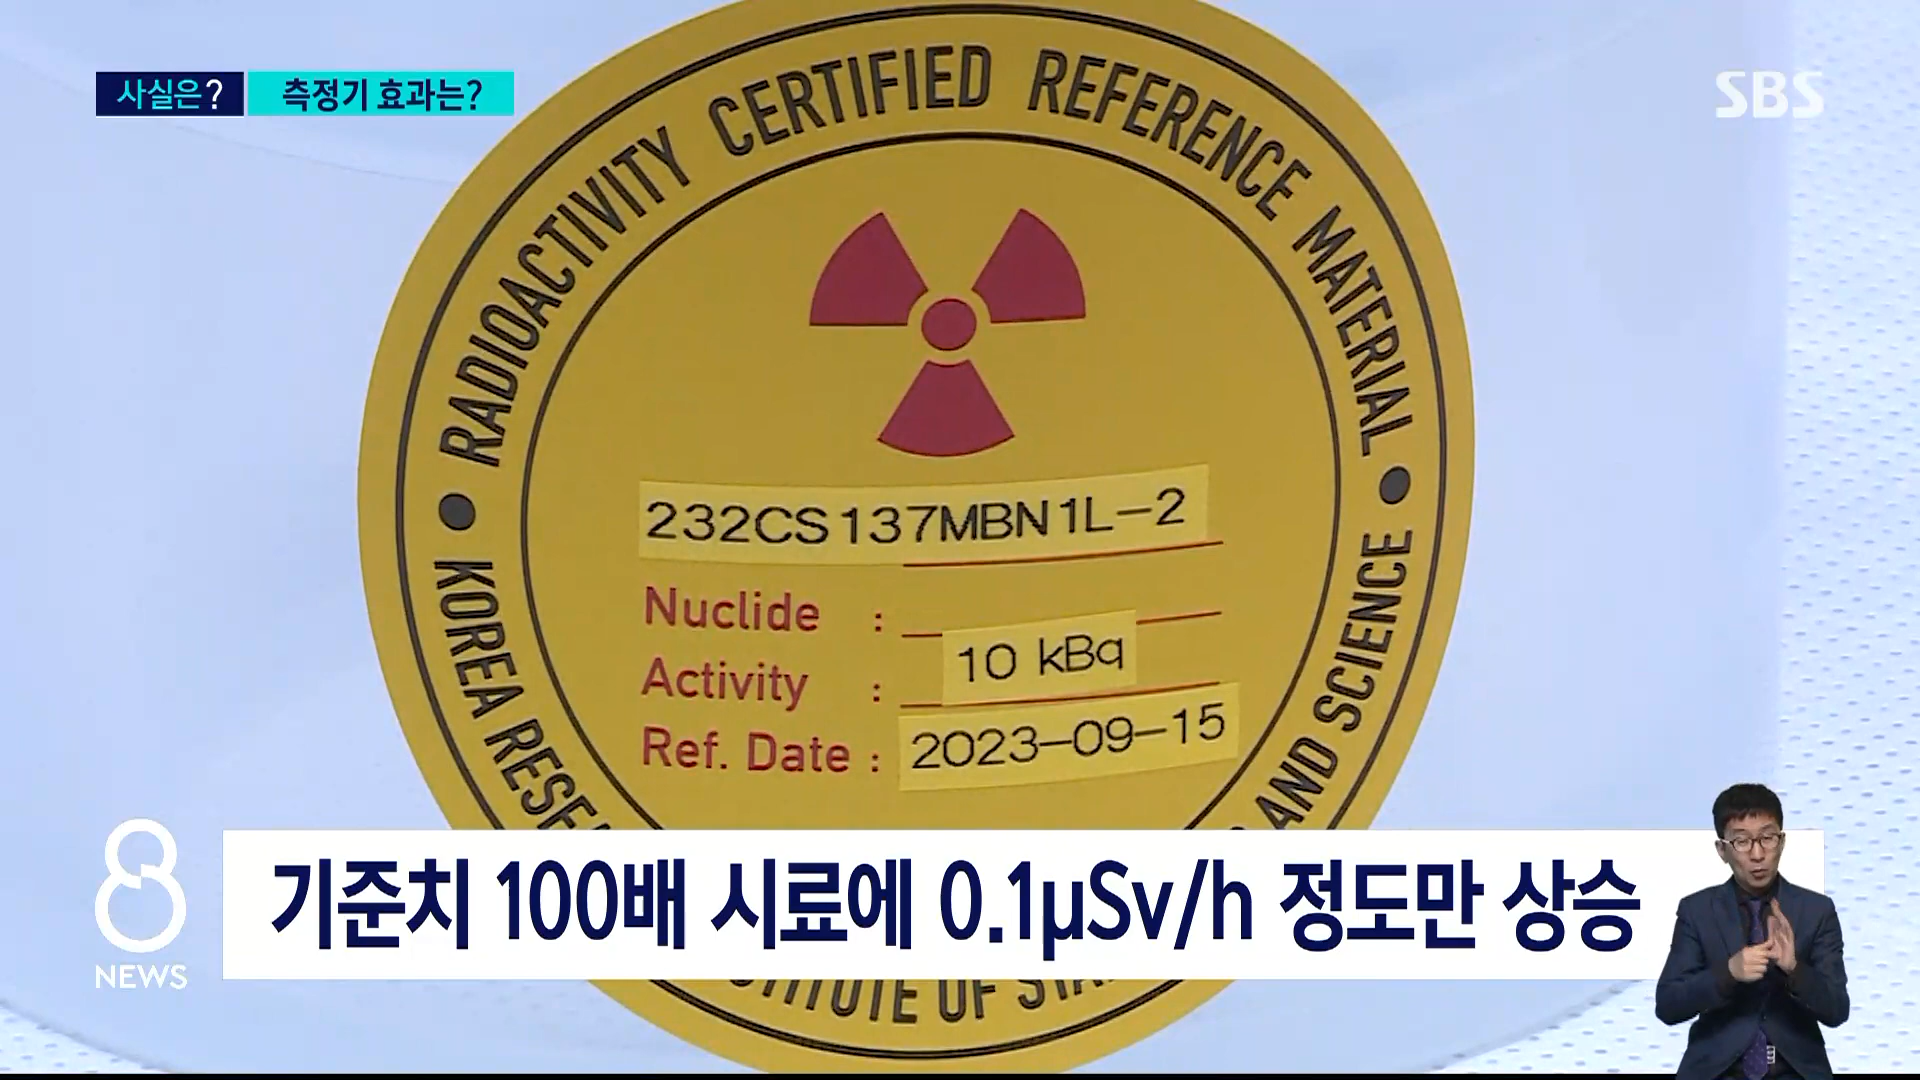 사실은? 측정기 효과는?
SBS
RADIOACTIVITY CERTIFIED REFERENCE MATERIAL
232CS137MBN1L-2
Nuclide :
Activity : 10 kBq
Ref. Date : 2023-09-15
KOREA RESE
AND SCIENCE
8 NEWS
기준치 100배 시료에 0.1μSv/h 정도만 상승
OF